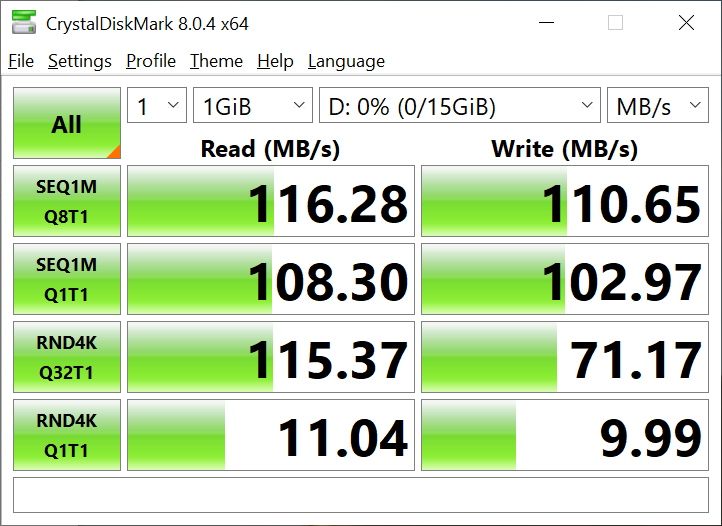 CrystalDiskMark 8.0.4 x64
File Settings Profile Theme Help Language
All 1 1GiB D: 0% (0/15GiB) MB/s
Read (MB/s) Write (MB/s)
SEQ1M
Q8T1 116.28 110.65
SEQ1M
Q1T1 108.30 102.97
RND4K
Q32T1 115.37 71.17
RND4K
Q1T1 11.04 9.99